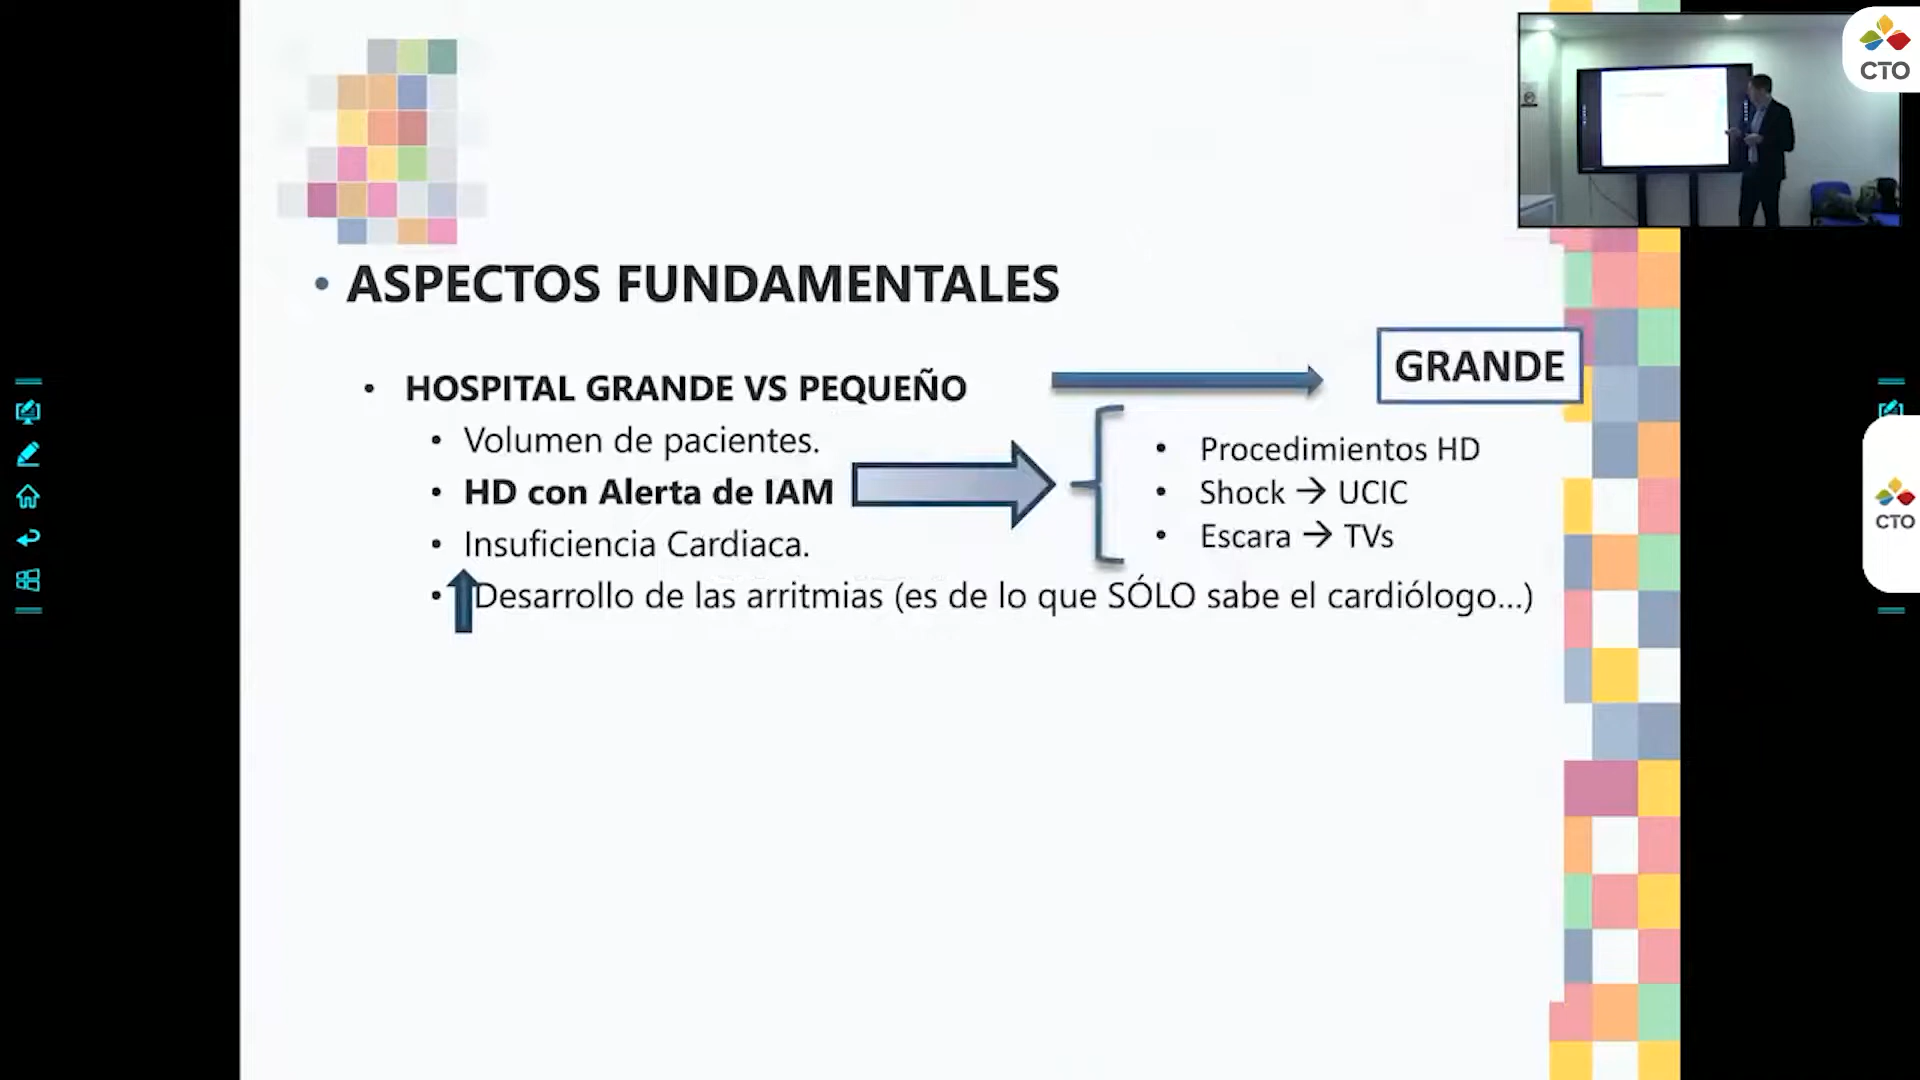 CTO
ASPECTOS FUNDAMENTALES
HOSPITAL GRANDE VS PEQUEÑO
GRANDE
Volumen de pacientes.
HD con Alerta de IAM
Insuficiencia Cardiaca.
Desarrollo de las arritmias (es de lo que SÓLO sabe el cardiólogo...)
Procedimientos HD
Shock → UCIC
Escara → TVs
CTO